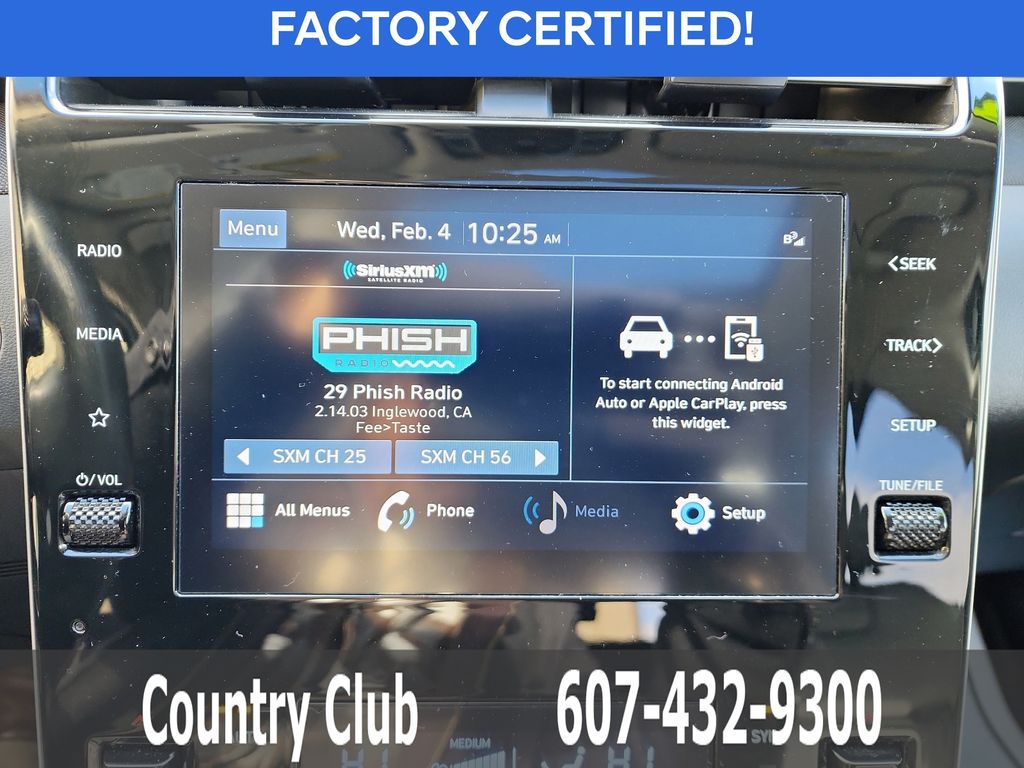 FACTORY CERTIFIED!
RADIO
MEDIA
⏻/VOL
Menu
Wed, Feb. 4
10:25 AM
B
SiriusXM
SATELLITE RADIO
PHISH
RADIO
29 Phish Radio
2.14.03 Inglewood, CA
Fee>Taste
SXM CH 25
SXM CH 56
To start connecting Android
Auto or Apple CarPlay, press
this widget.
All Menus
Phone
Media
Setup
<SEEK
TRACK>
SETUP
TUNE/FILE
Country Club
607-432-9300
MEDIUM